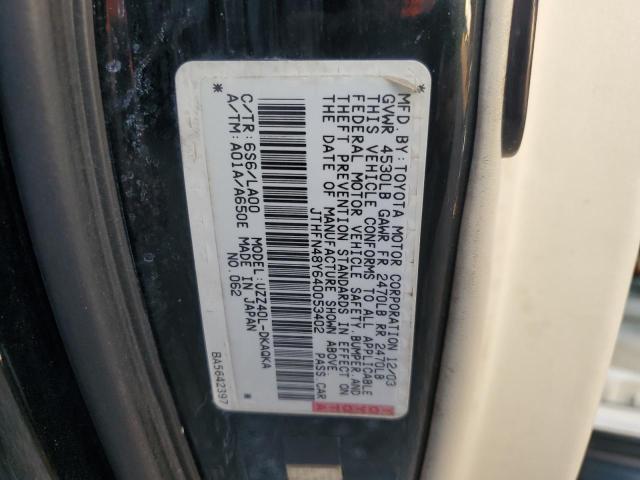 MFD. BY: TOYOTA MOTOR CORPORATION 12/03
GVWR 4530LB GAWR FR 2470LB RR 2470LB
THIS VEHICLE CONFORMS TO ALL APPLICABLE
FEDERAL MOTOR VEHICLE SAFETY, BUMPER, AND
THEFT PREVENTION STANDARDS IN EFFECT ON
THE DATE OF MANUFACTURE SHOWN ABOVE.
JTHFN48Y640053402 PASS CAR
TOYOTA
* *
C/TR: 6S6/LA00 MODEL: UZZ40L-DKAQKA
A/TM: A01A/A650E MADE IN JAPAN
NO. 062
BA5642397
*